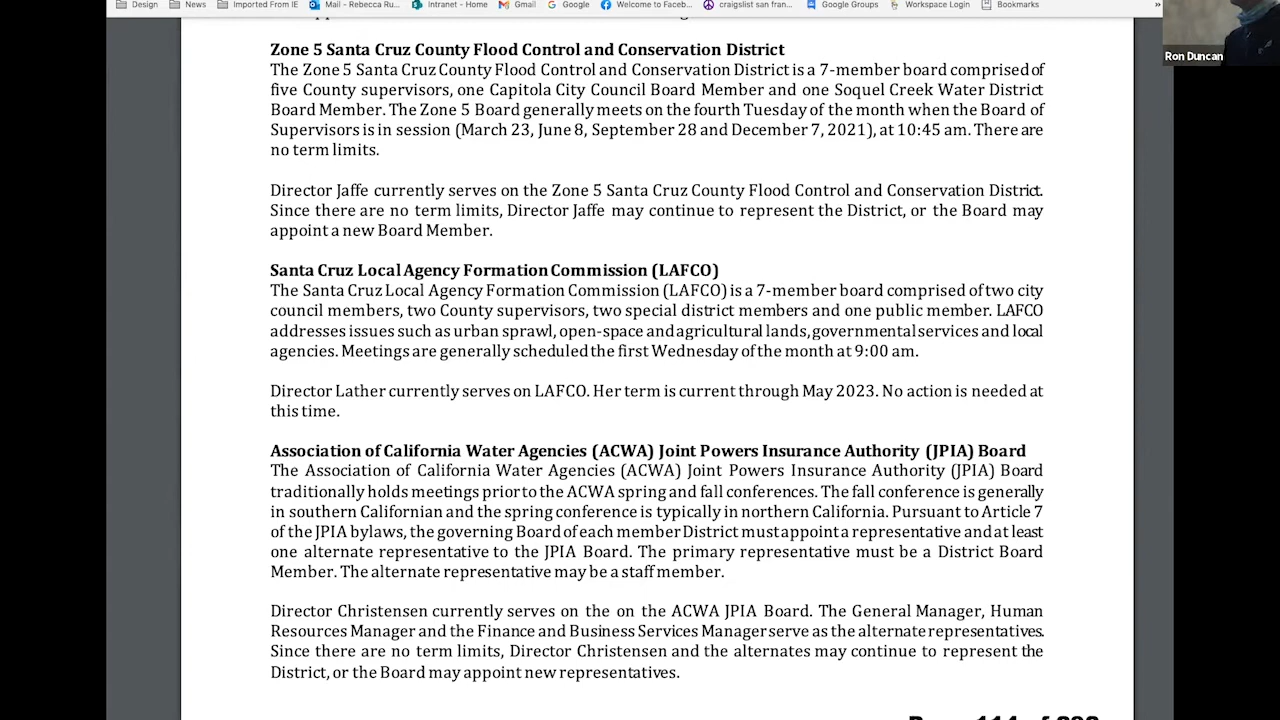 Design News Imported From IE Mail - Rebecca Ru... Intranet - Home Gmail Google Welcome to Faceb... craigslist san fran... Google Groups Workspace Login Bookmarks »
Ron Duncan
Zone 5 Santa Cruz County Flood Control and Conservation District
The Zone 5 Santa Cruz County Flood Control and Conservation District is a 7-member board comprised of
five County supervisors, one Capitola City Council Board Member and one Soquel Creek Water District
Board Member. The Zone 5 Board generally meets on the fourth Tuesday of the month when the Board of
Supervisors is in session (March 23, June 8, September 28 and December 7, 2021), at 10:45 am. There are
no term limits.
Director Jaffe currently serves on the Zone 5 Santa Cruz County Flood Control and Conservation District.
Since there are no term limits, Director Jaffe may continue to represent the District, or the Board may
appoint a new Board Member.
Santa Cruz Local Agency Formation Commission (LAFCO)
The Santa Cruz Local Agency Formation Commission (LAFCO) is a 7-member board comprised of two city
council members, two County supervisors, two special district members and one public member. LAFCO
addresses issues such as urban sprawl, open-space and agricultural lands, governmental services and local
agencies. Meetings are generally scheduled the first Wednesday of the month at 9:00 am.
Director Lather currently serves on LAFCO. Her term is current through May 2023. No action is needed at
this time.
Association of California Water Agencies (ACWA) Joint Powers Insurance Authority (JPIA) Board
The Association of California Water Agencies (ACWA) Joint Powers Insurance Authority (JPIA) Board
traditionally holds meetings prior to the ACWA spring and fall conferences. The fall conference is generally
in southern Californian and the spring conference is typically in northern California. Pursuant to Article 7
of the JPIA bylaws, the governing Board of each member District must appoint a representative and at least
one alternate representative to the JPIA Board. The primary representative must be a District Board
Member. The alternate representative may be a staff member.
Director Christensen currently serves on the on the ACWA JPIA Board. The General Manager, Human
Resources Manager and the Finance and Business Services Manager serve as the alternate representatives.
Since there are no term limits, Director Christensen and the alternates may continue to represent the
District, or the Board may appoint new representatives.